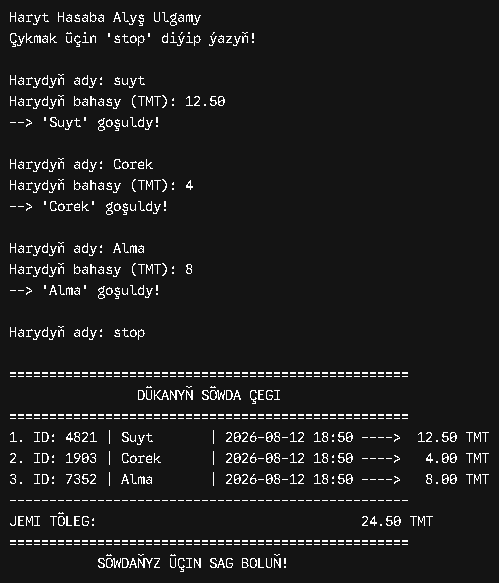 Haryt Hasaba Alyş Ulgamy
Çykmak üçin 'stop' diýip ýazyň!
Harydyň ady: suyt
Harydyň bahasy (TMT): 12.50
--> 'Suyt' goşuldy!
Harydyň ady: Corek
Harydyň bahasy (TMT): 4
--> 'Corek' goşuldy!
Harydyň ady: Alma
Harydyň bahasy (TMT): 8
--> 'Alma' goşuldy!
Harydyň ady: stop
==================================================
DÜKANYŇ SÖWDA ÇEGI
==================================================
1. ID: 4821 | Suyt       | 2026-08-12 18:50 ---->  12.50 TMT
2. ID: 1903 | Corek      | 2026-08-12 18:50 ---->   4.00 TMT
3. ID: 7352 | Alma       | 2026-08-12 18:50 ---->   8.00 TMT
--------------------------------------------------
JEMI TÖLEG:                                 24.50 TMT
==================================================
SÖWDAŇYZ ÜÇIN SAG BOLUŇ!